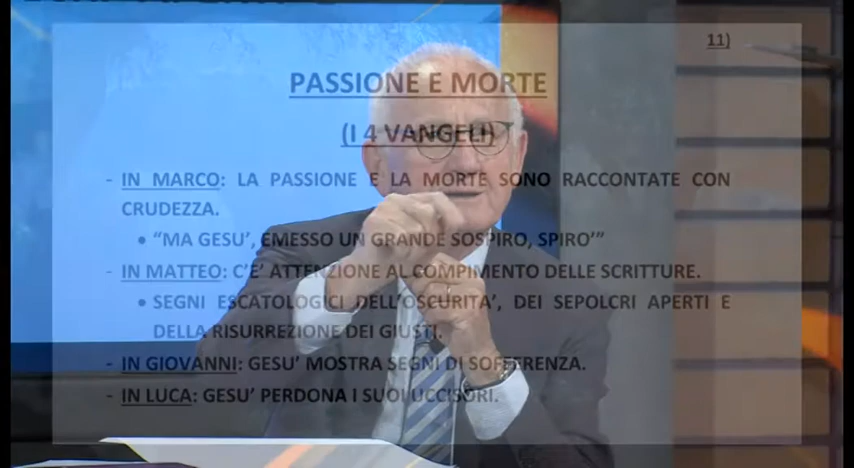 11)
PASSIONE E MORTE
(I 4 VANGELI)
- IN MARCO: LA PASSIONE E LA MORTE SONO RACCONTATE CON
CRUDEZZA.
• “MA GESU’, EMESSO UN GRANDE SOSPIRO, SPIRO’”
- IN MATTEO: C’E’ ATTENZIONE AL COMPIMENTO DELLE SCRITTURE.
• SEGNI ESCATOLOGICI DELL’OSCURITA’, DEI SEPOLCRI APERTI E
DELLA RISURREZIONE DEI GIUSTI.
- IN GIOVANNI: GESU’ MOSTRA SEGNI DI SOFFERENZA.
- IN LUCA: GESU’ PERDONA I SUOI UCCISORI.